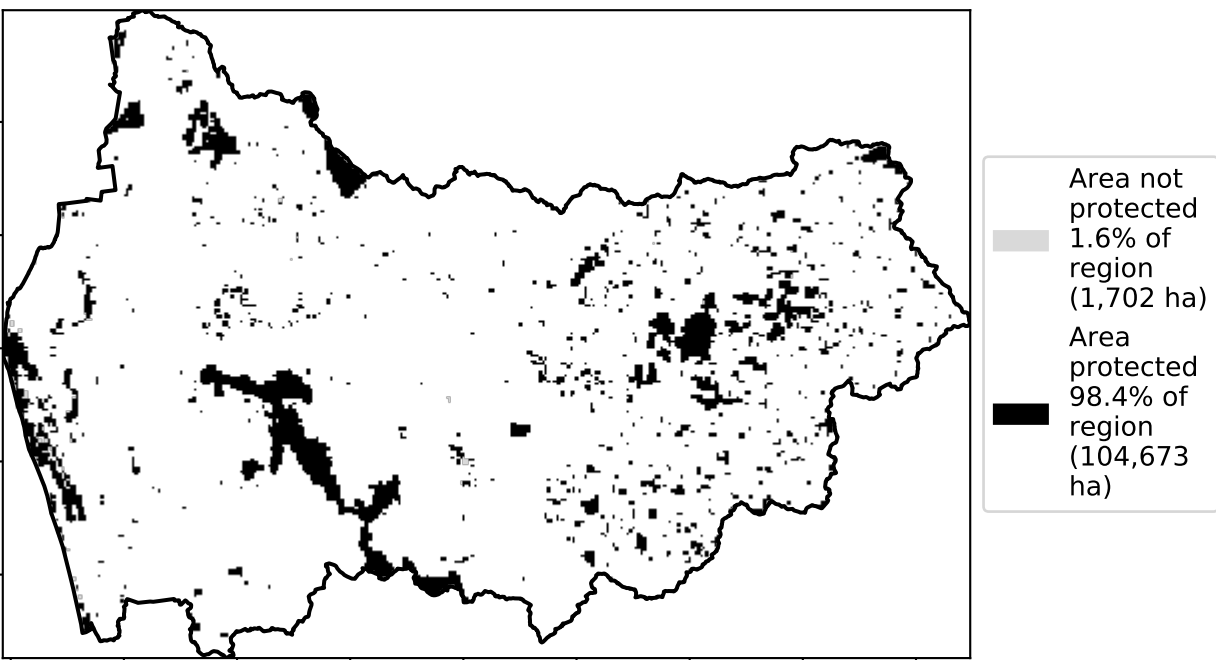 Area not
protected
1.6% of
region
(1,702 ha)
Area
protected
98.4% of
region
(104,673
ha)